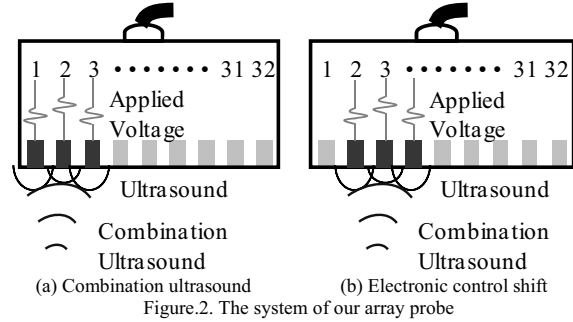 1 2 3 ••••••• 31 32
Applied
Voltage
Ultrasound
Combination
Ultrasound
(a) Combination ultrasound
1 2 3 ••••••• 31 32
Applied
Voltage
Ultrasound
Combination
Ultrasound
(b) Electronic control shift
Figure.2. The system of our array probe